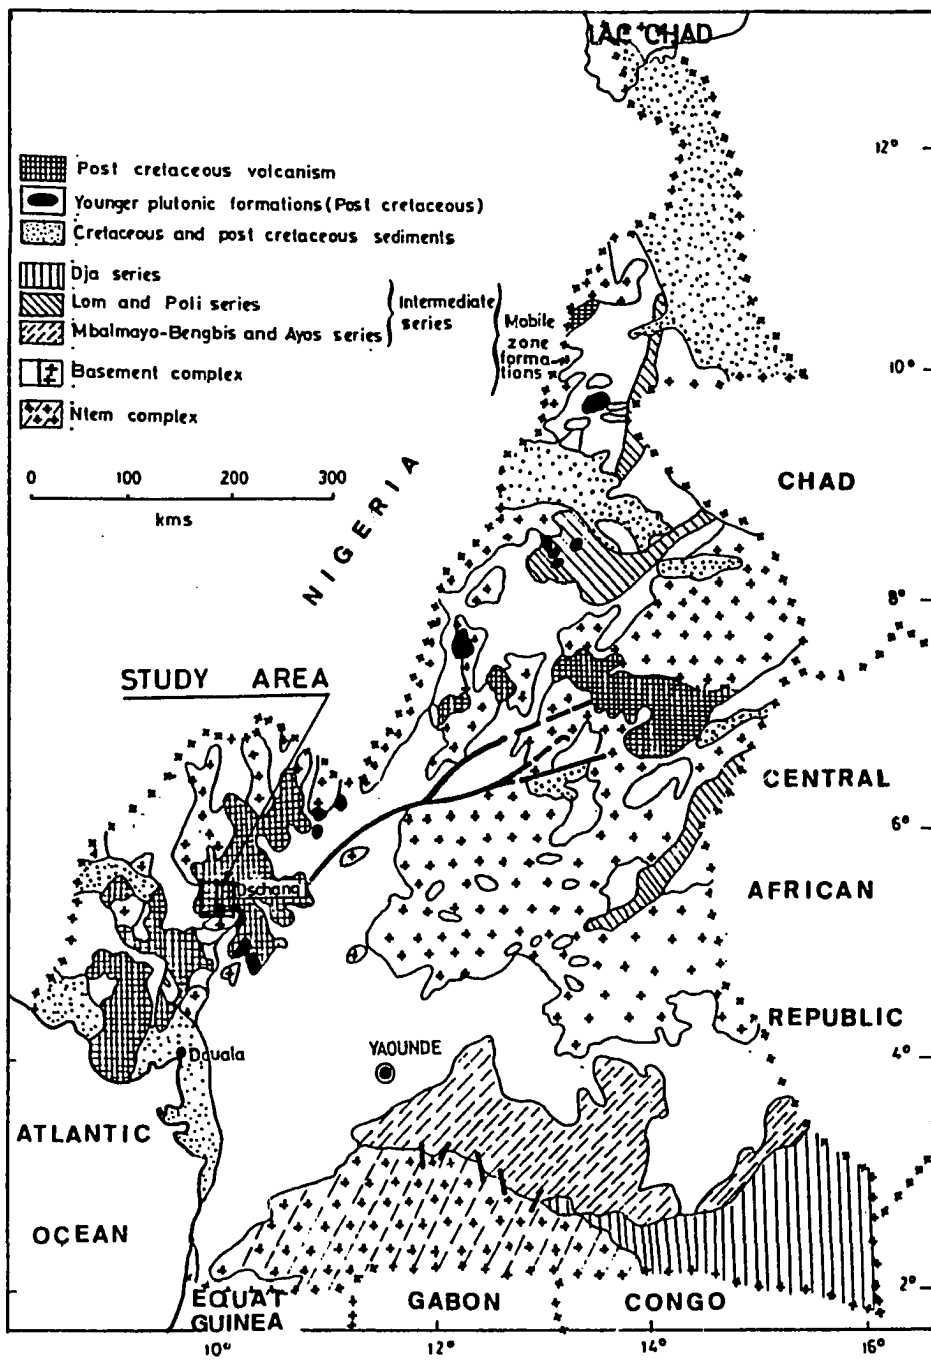 LAC CHAD
12°
Post cretaceous volcanism
Younger plutonic formations (Post cretaceous)
Cretaceous and post cretaceous sediments
Dja series
Lom and Poli series
Mbalmayo-Bengbis and Ayos series
Intermediate
series
Mobile
zone
forma-
tions
Basement complex
Ntem complex
10°
0 100 200 300
kms
NIGERIA
CHAD
8°
STUDY AREA
CENTRAL
6°
Dschang
AFRICAN
REPUBLIC
Douala
YAOUNDE
4°
ATLANTIC
OCEAN
EQUAT
GUINEA
GABON
CONGO
2°
10° 12° 14° 16°